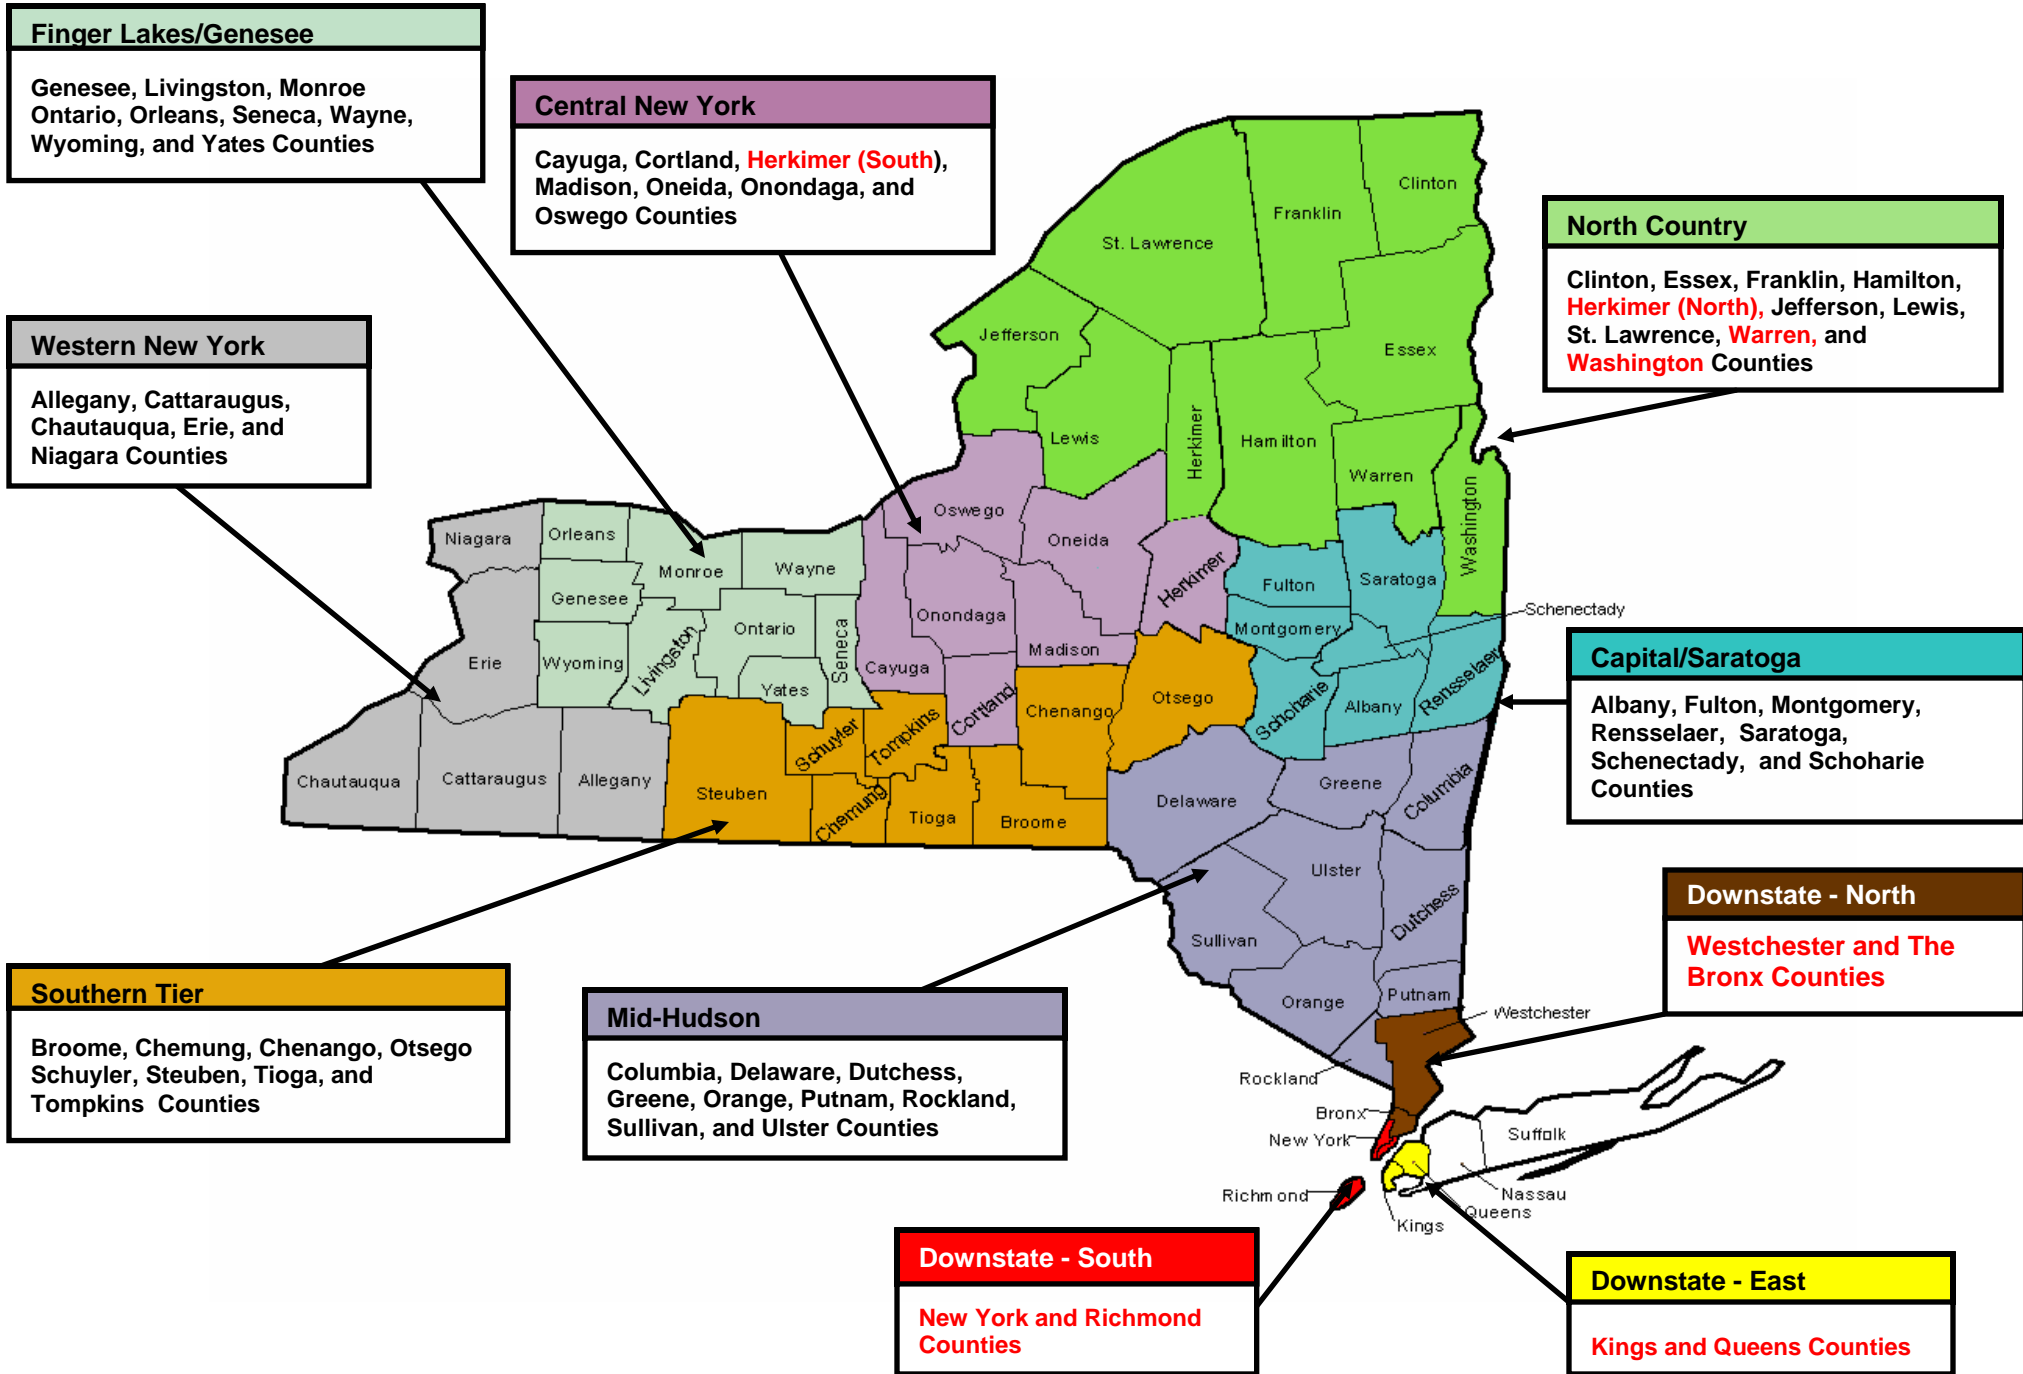 Finger Lakes/Genesee
Genesee, Livingston, Monroe
Ontario, Orleans, Seneca, Wayne,
Wyoming, and Yates Counties
Central New York
Cayuga, Cortland, Herkimer (South),
Madison, Oneida, Onondaga, and
Oswego Counties
North Country
Clinton, Essex, Franklin, Hamilton,
Herkimer (North), Jefferson, Lewis,
St. Lawrence, Warren, and
Washington Counties
Western New York
Allegany, Cattaraugus,
Chautauqua, Erie, and
Niagara Counties
Capital/Saratoga
Albany, Fulton, Montgomery,
Rensselaer, Saratoga,
Schenectady, and Schoharie
Counties
Downstate - North
Westchester and The
Bronx Counties
Southern Tier
Broome, Chemung, Chenango, Otsego
Schuyler, Steuben, Tioga, and
Tompkins Counties
Mid-Hudson
Columbia, Delaware, Dutchess,
Greene, Orange, Putnam, Rockland,
Sullivan, and Ulster Counties
Downstate - South
New York and Richmond
Counties
Downstate - East
Kings and Queens Counties
Clinton
Franklin
St. Lawrence
Jefferson
Essex
Lewis
Herkimer
Hamilton
Warren
Washington
Oswego
Oneida
Niagara
Orleans
Monroe
Wayne
Herkimer
Fulton
Saratoga
Genesee
Schenectady
Onondaga
Ontario
Seneca
Montgomery
Madison
Erie
Wyoming
Livingston
Cayuga
Yates
Rensselaer
Otsego
Schoharie
Albany
Cortland
Chenango
Schuyler
Tompkins
Chautauqua
Cattaraugus
Allegany
Steuben
Chemung
Tioga
Broome
Delaware
Greene
Columbia
Ulster
Dutchess
Sullivan
Orange
Putnam
Westchester
Rockland
Bronx
New York
Suffolk
Richmond
Nassau
Queens
Kings